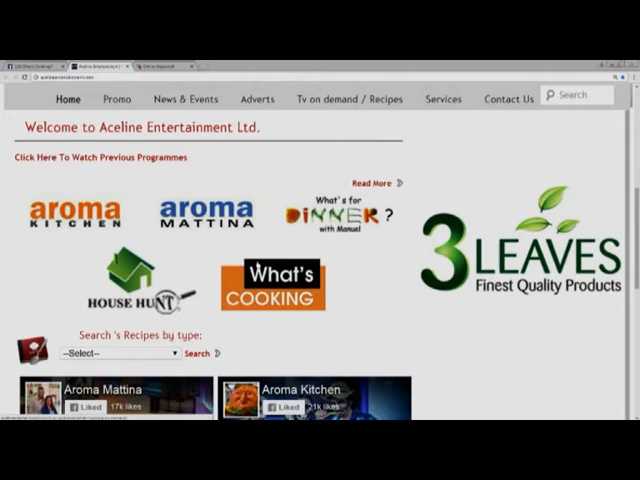 Aceline Entertainment
Home Promo News & Events Adverts Tv on demand / Recipes Services Contact Us Search
Welcome to Aceline Entertainment Ltd.
Click Here To Watch Previous Programmes
Read More
aroma
KITCHEN
aroma
MATTINA
What's for
DiNNER ?
with Manuel
3 LEAVES
Finest Quality Products
HOUSE HUNT
What's
COOKING
Search 's Recipes by type:
--Select--
Search
Aroma Mattina
Liked 17k likes
Aroma Kitchen
Liked 21k likes